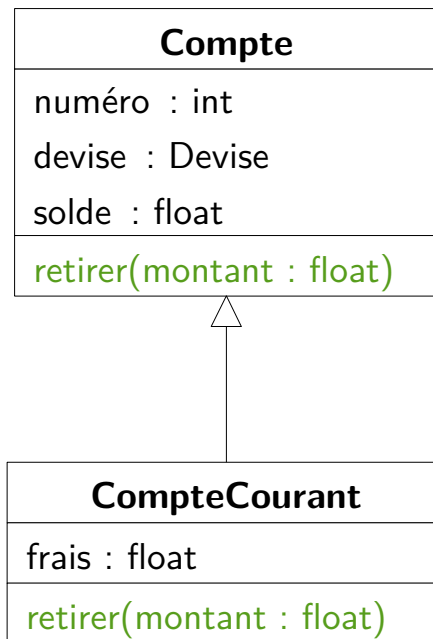 Compte
numéro : int
devise : Devise
solde : float
retirer(montant : float)
CompteCourant
frais : float
retirer(montant : float)